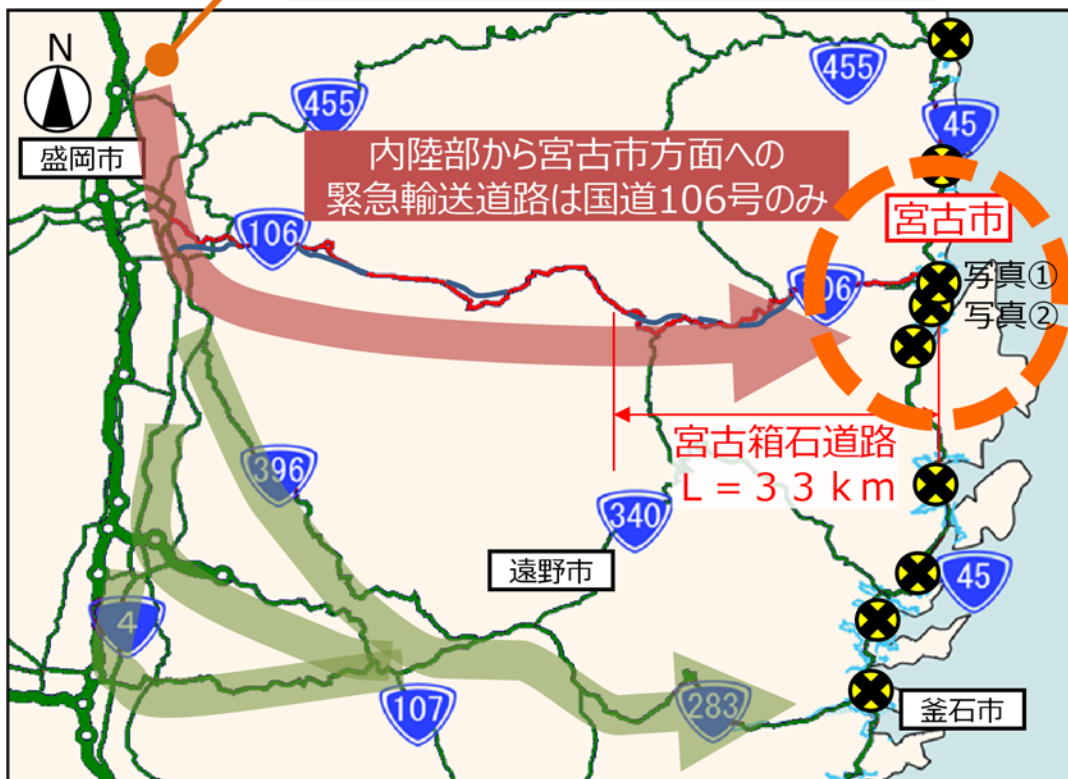 N
盛岡市
455
455
45
内陸部から宮古市方面への
緊急輸送道路は国道106号のみ
宮古市
106
106
写真①
写真②
宮古箱石道路
L=33km
396
340
遠野市
45
4
107
283
釜石市